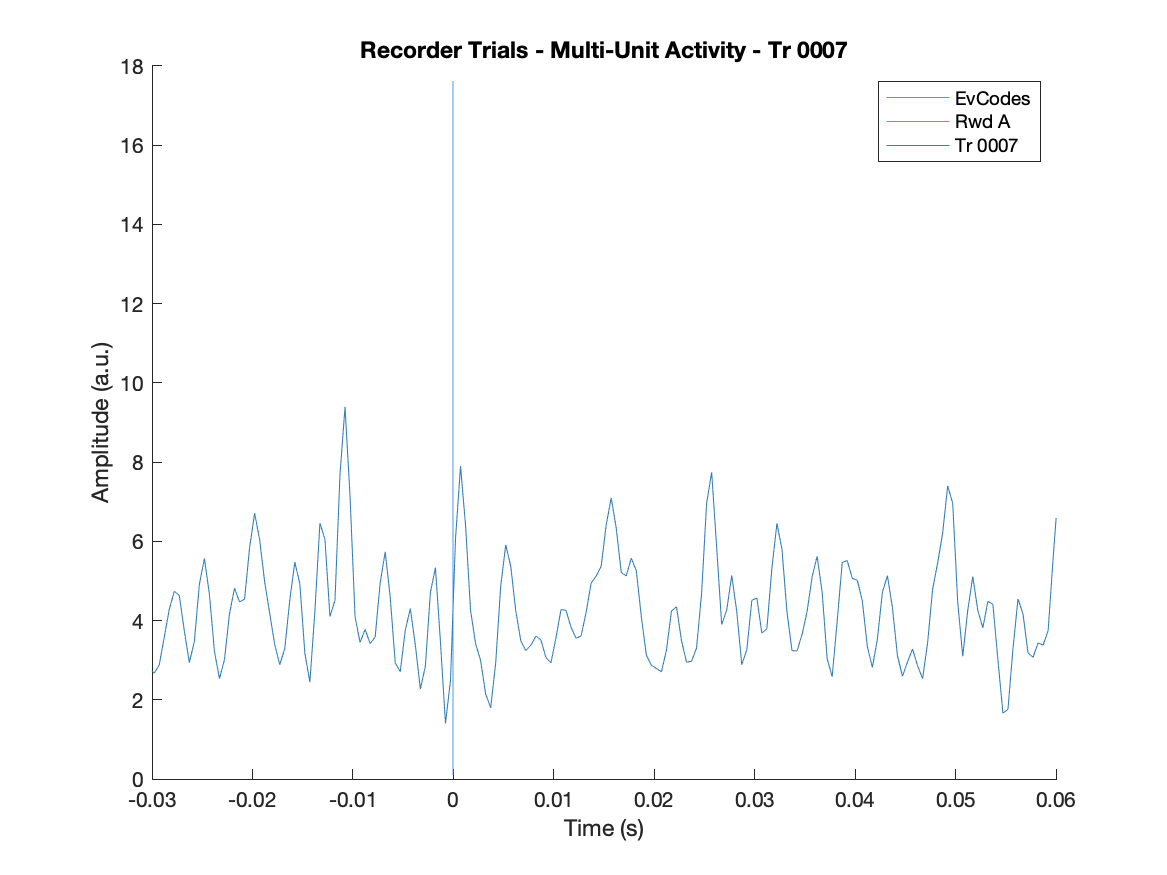 Recorder Trials - Multi-Unit Activity - Tr 0007
18
16
14
12
10
8
6
4
2
0
Amplitude (a.u.)
EvCodes
Rwd A
Tr 0007
-0.03 -0.02 -0.01 0 0.01 0.02 0.03 0.04 0.05 0.06
Time (s)